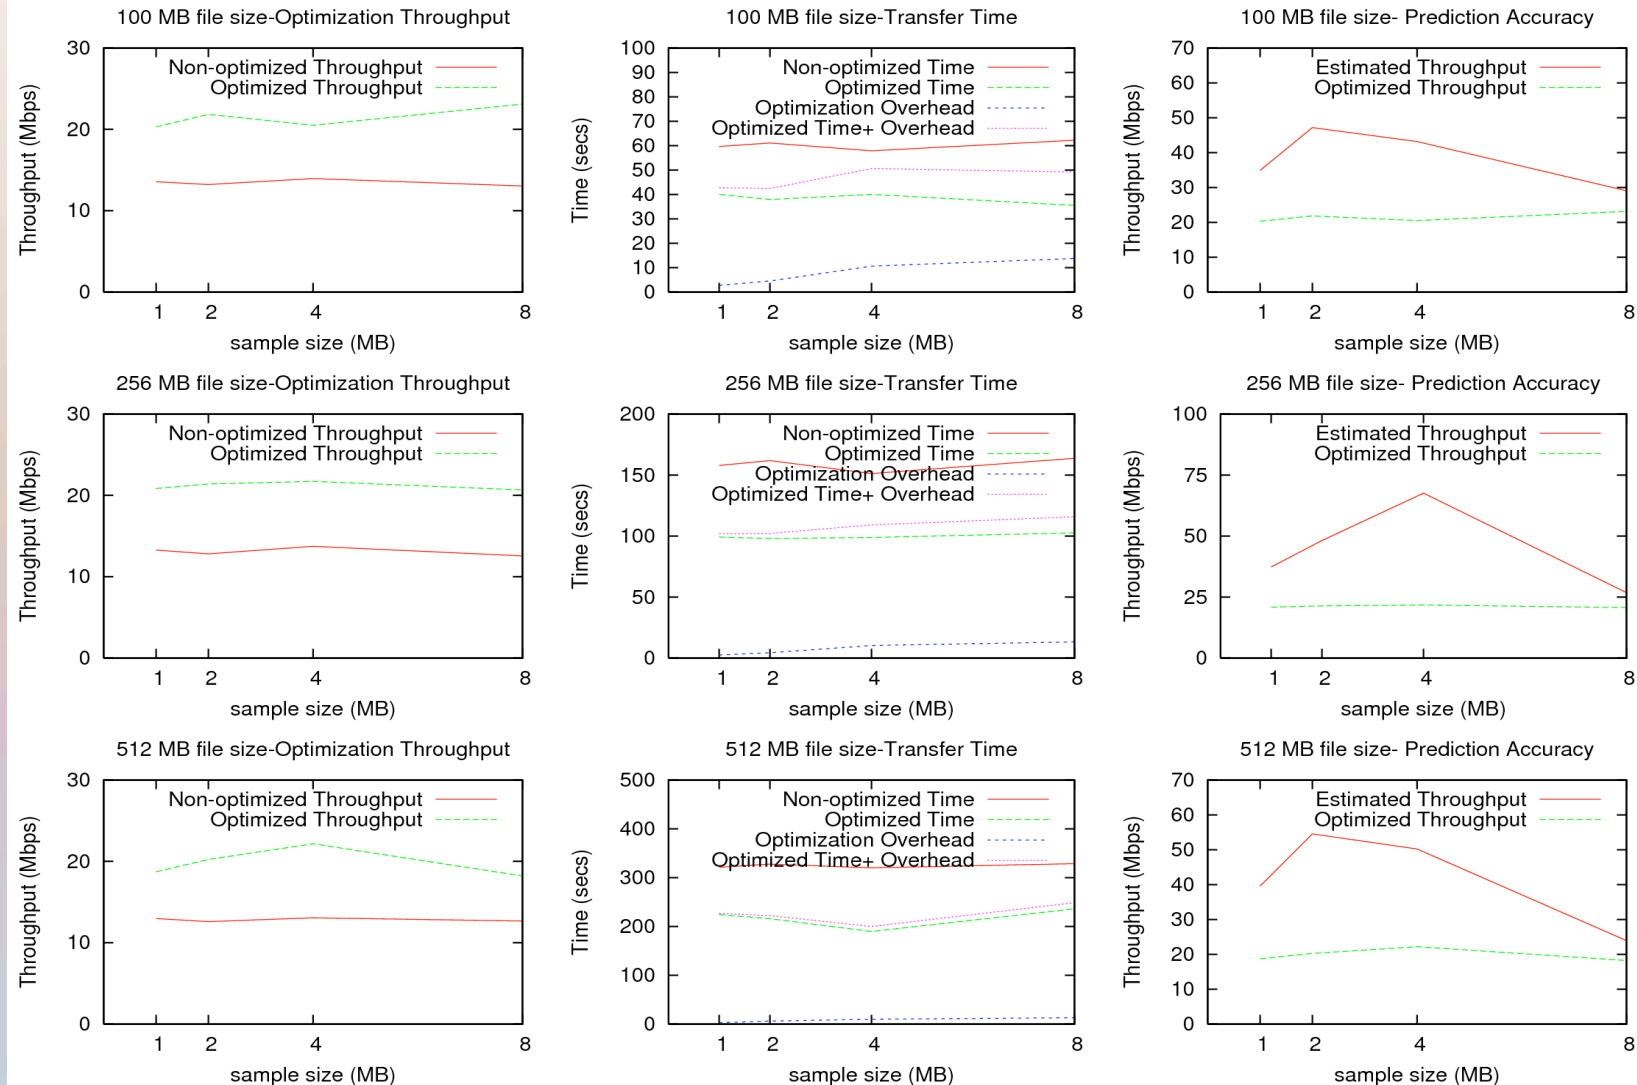 100 MB file size-Optimization Throughput
30
20
10
0
Throughput (Mbps)
Non-optimized Throughput
Optimized Throughput
1 2 4 8
sample size (MB)
100 MB file size-Transfer Time
100
90
80
70
60
50
40
30
20
10
0
Time (secs)
Non-optimized Time
Optimized Time
Optimization Overhead
Optimized Time+ Overhead
1 2 4 8
sample size (MB)
100 MB file size- Prediction Accuracy
70
60
50
40
30
20
10
0
Throughput (Mbps)
Estimated Throughput
Optimized Throughput
1 2 4 8
sample size (MB)
256 MB file size-Optimization Throughput
30
20
10
0
Throughput (Mbps)
Non-optimized Throughput
Optimized Throughput
1 2 4 8
sample size (MB)
256 MB file size-Transfer Time
200
150
100
50
0
Time (secs)
Non-optimized Time
Optimized Time
Optimization Overhead
Optimized Time+ Overhead
1 2 4 8
sample size (MB)
256 MB file size- Prediction Accuracy
100
75
50
25
0
Throughput (Mbps)
Estimated Throughput
Optimized Throughput
1 2 4 8
sample size (MB)
512 MB file size-Optimization Throughput
30
20
10
0
Throughput (Mbps)
Non-optimized Throughput
Optimized Throughput
1 2 4 8
sample size (MB)
512 MB file size-Transfer Time
500
400
300
200
100
0
Time (secs)
Non-optimized Time
Optimized Time
Optimization Overhead
Optimized Time+ Overhead
1 2 4 8
sample size (MB)
512 MB file size- Prediction Accuracy
70
60
50
40
30
20
10
0
Throughput (Mbps)
Estimated Throughput
Optimized Throughput
1 2 4 8
sample size (MB)